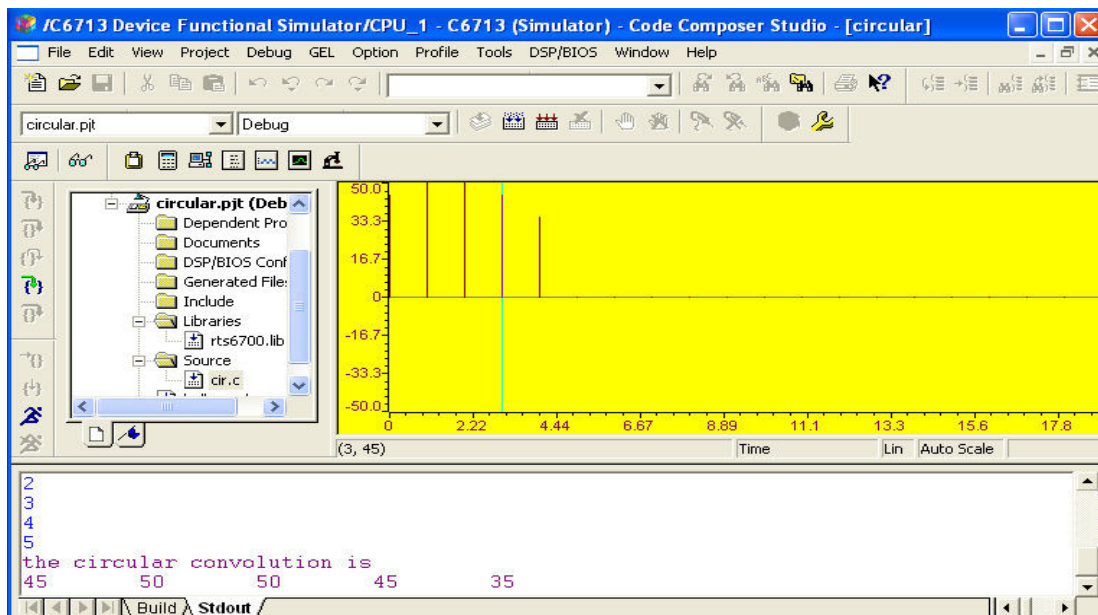 /C6713 Device Functional Simulator/CPU_1 - C6713 (Simulator) - Code Composer Studio - [circular]
File Edit View Project Debug GEL Option Profile Tools DSP/BIOS Window Help
circular.pjt Debug
circular.pjt (Deb
Dependent Pro
Documents
DSP/BIOS Conf
Generated File
Include
Libraries
rts6700.lib
Source
cir.c
50.0
33.3
16.7
0
-16.7
-33.3
-50.0
0 2.22 4.44 6.67 8.89 11.1 13.3 15.6 17.8
(3, 45) Time Lin Auto Scale
2
3
4
5
the circular convolution is
45 50 50 45 35
Build Stdout